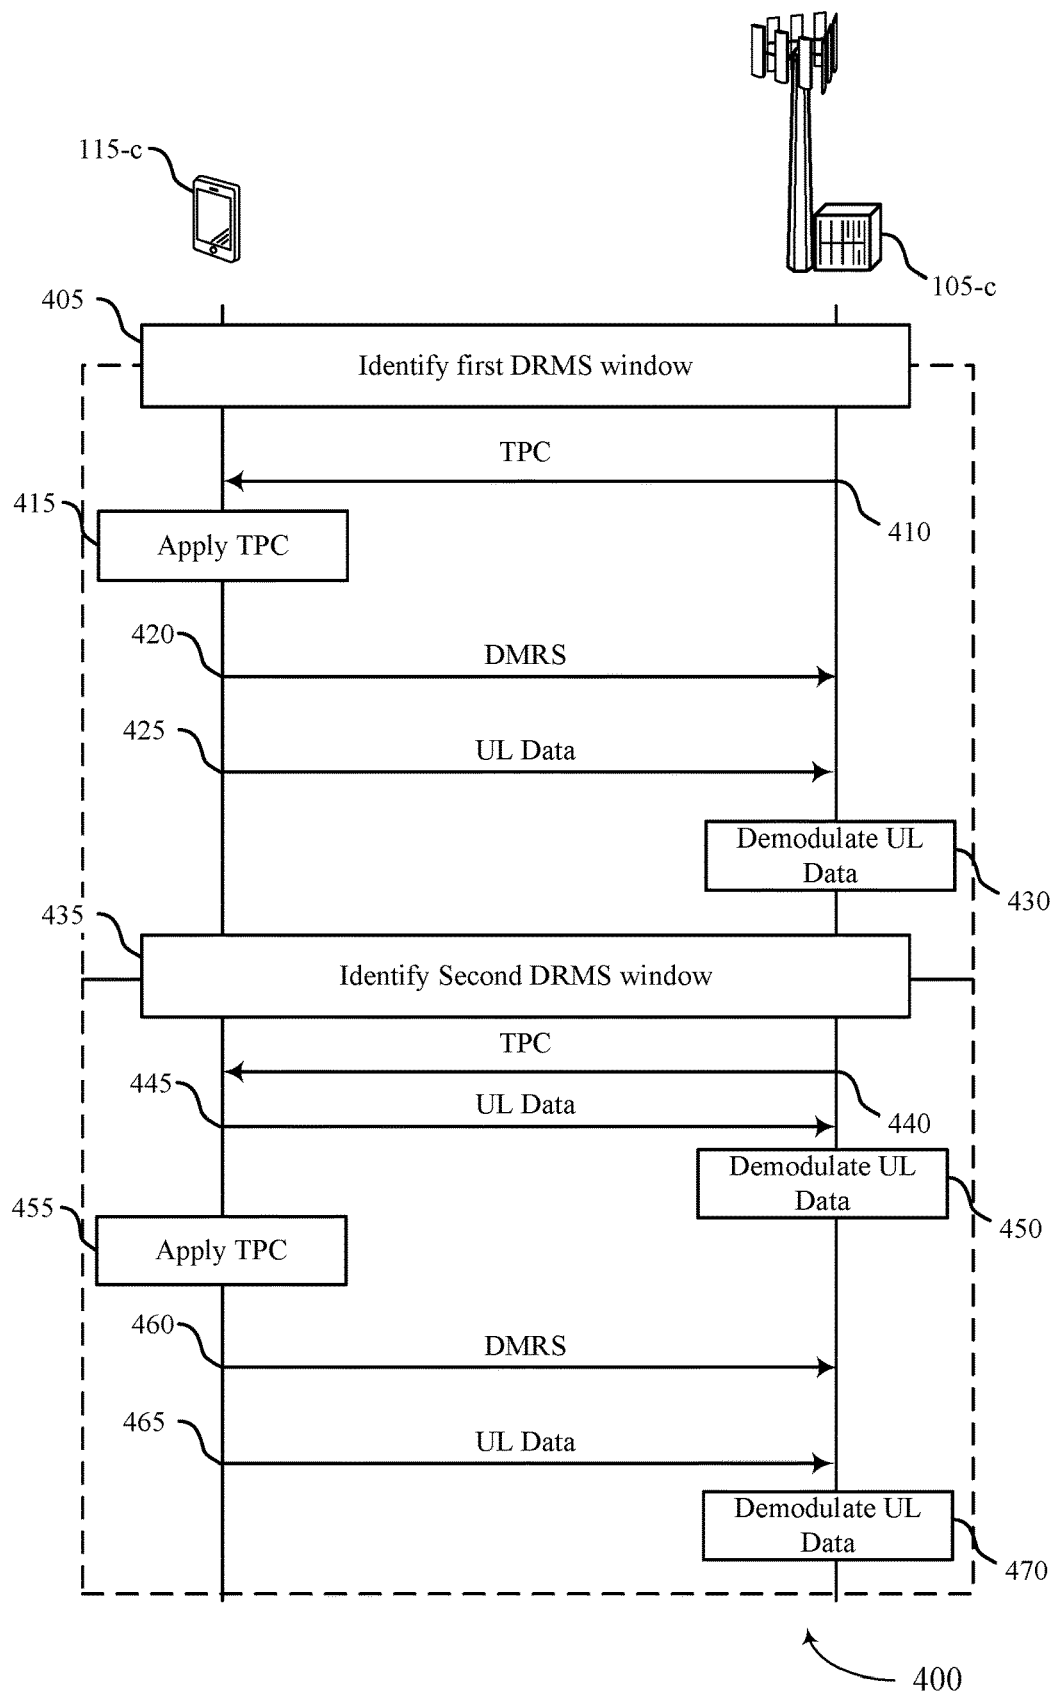 115-c
105-c
405
Identify first DRMS window
TPC
415
410
Apply TPC
420
DMRS
425
UL Data
Demodulate UL
Data
430
435
Identify Second DRMS window
TPC
445
UL Data
440
Demodulate UL
Data
455
450
Apply TPC
460
DMRS
465
UL Data
Demodulate UL
Data
470
400